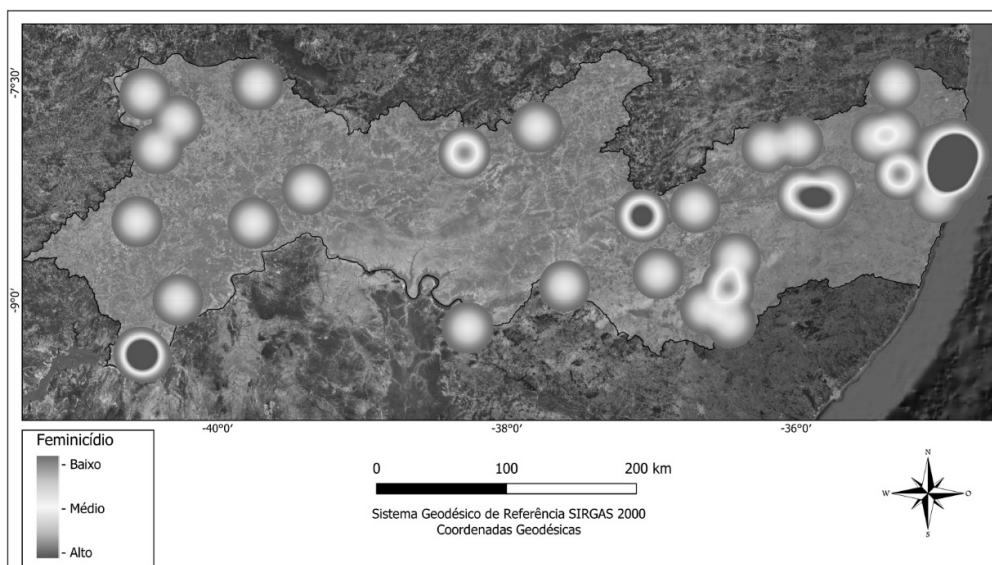 -7°30'
-9°0'
-40°0'
-38°0'
-36°0'
Feminicídio
- Baixo
- Médio
- Alto
0 100 200 km
Sistema Geodésico de Referência SIRGAS 2000
Coordenadas Geodésicas
N
W O
S